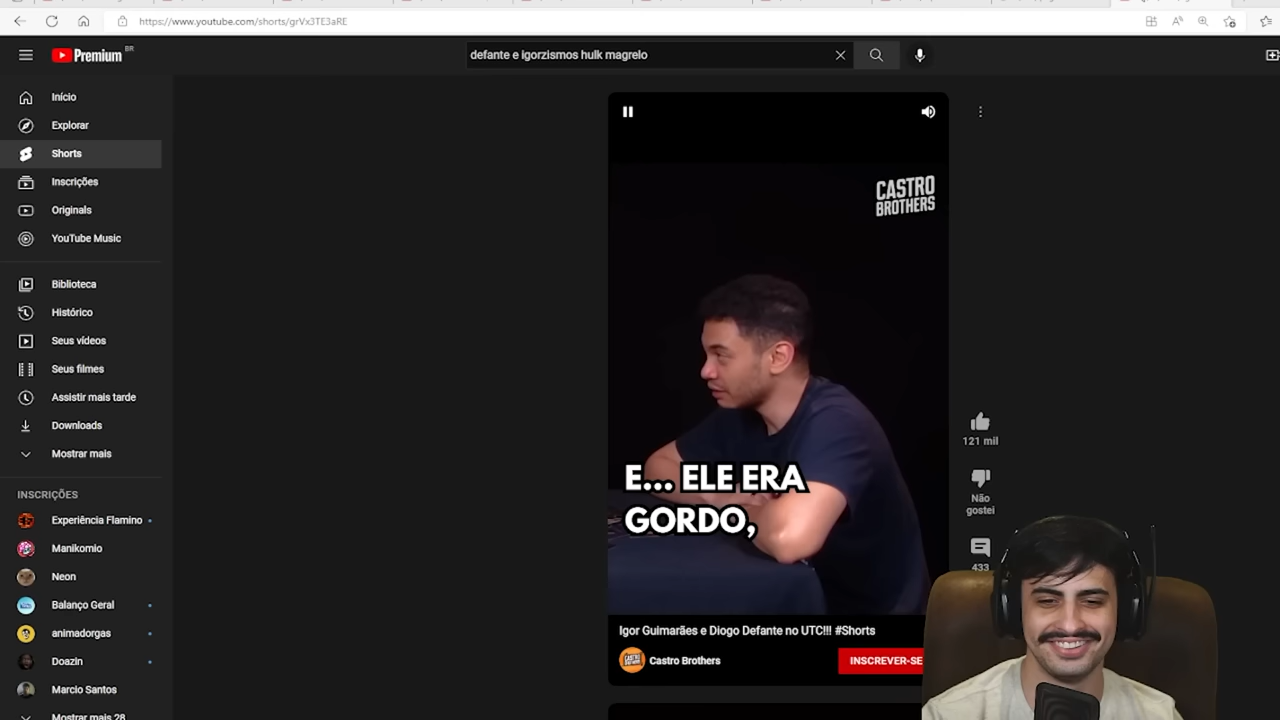 https://www.youtube.com/shorts/grVx3TE3aRE
Premium BR
defante e igorzismos hulk magrelo
Início
Explorar
Shorts
Inscrições
Originals
YouTube Music
Biblioteca
Histórico
Seus vídeos
Seus filmes
Assistir mais tarde
Downloads
Mostrar mais
INSCRIÇÕES
Experiência Flamino
Manikomio
Neon
Balanço Geral
animadorgas
Doazin
Marcio Santos
Mostrar mais 28
CASTRO
BROTHERS
E... ELE ERA
GORDO,
121 mil
Não
gostei
433
Igor Guimarães e Diogo Defante no UTC!!! #Shorts
Castro Brothers
INSCREVER-SE